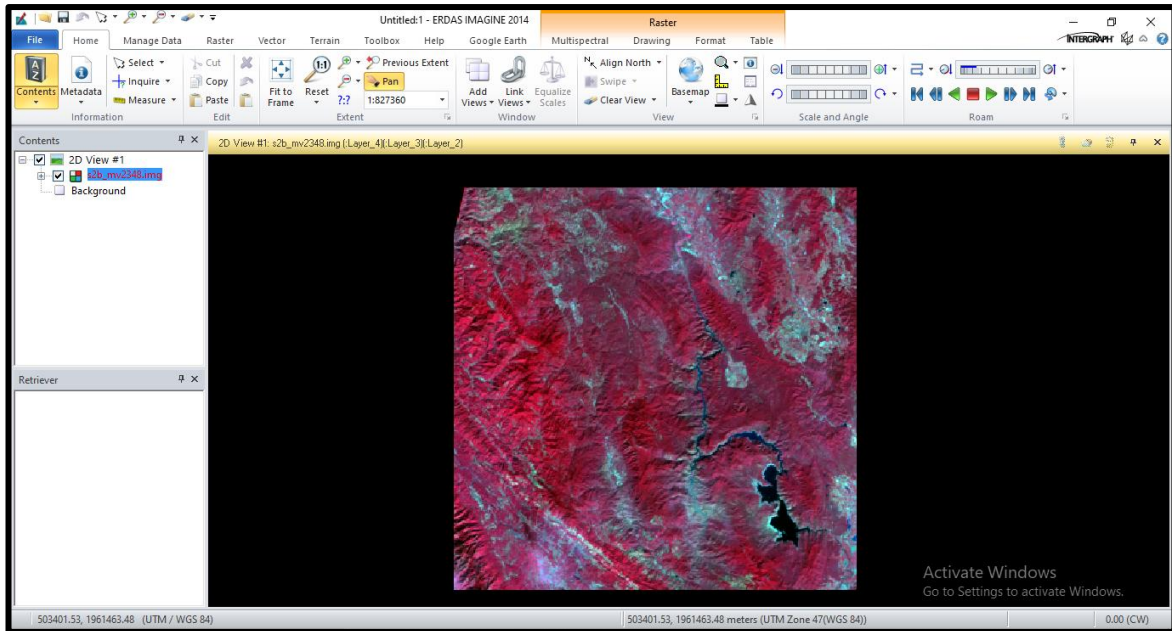 Untitled:1 - ERDAS IMAGINE 2014
Raster
File Home Manage Data Raster Vector Terrain Toolbox Help Google Earth Multispectral Drawing Format Table
INTERGRAPH
Contents
Metadata
Select
Inquire
Measure
Information
Cut
Copy
Paste
Edit
Fit to
Frame
1:1
Reset
?:?
Previous Extent
Pan
1:827360
Extent
Add
Views
Link
Views
Equalize
Scales
Window
Align North
Swipe
Clear View
Basemap
View
Scale and Angle
Roam
Contents
2D View #1
s2b_mv2348.img
Background
Retriever
2D View #1: s2b_mv2348.img (:Layer_4)(:Layer_3)(:Layer_2)
Activate Windows
Go to Settings to activate Windows.
503401.53, 1961463.48 (UTM / WGS 84)
503401.53, 1961463.48 meters (UTM Zone 47(WGS 84))
0.00 (CW)